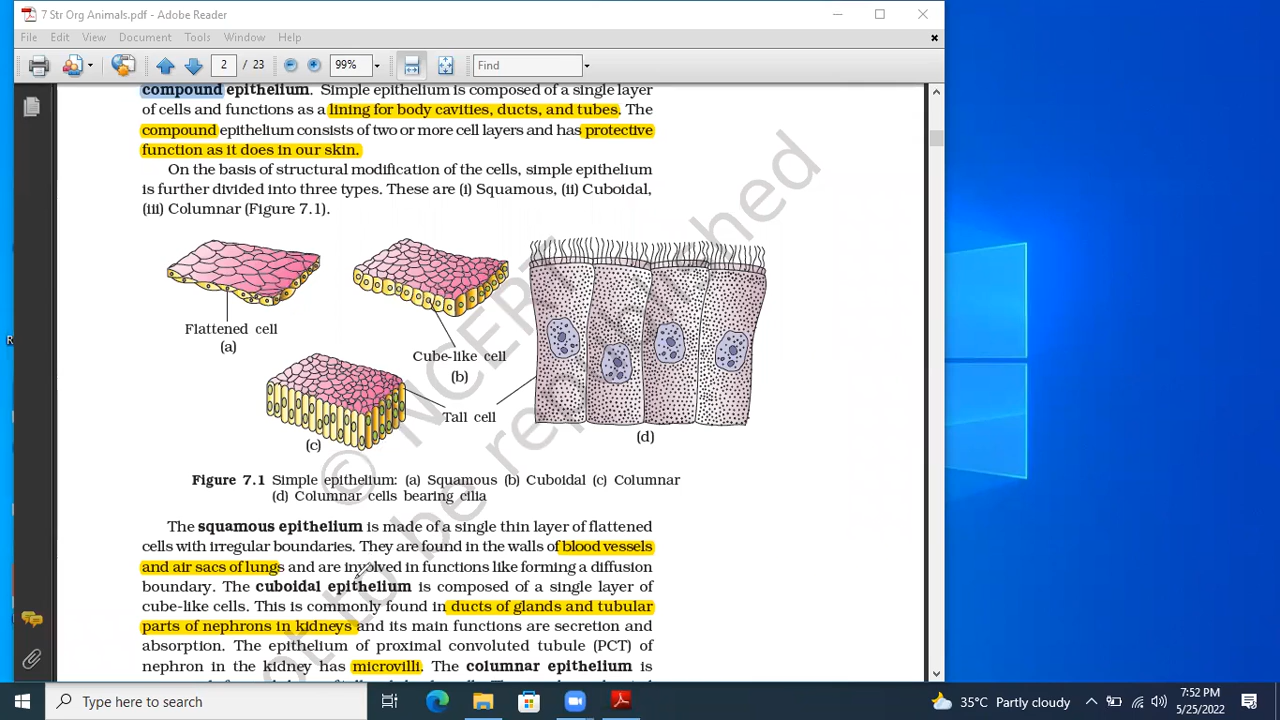 7 Str Org Animals.pdf - Adobe Reader
File Edit View Document Tools Window Help
2 / 23 99% Find
compound epithelium. Simple epithelium is composed of a single layer
of cells and functions as a lining for body cavities, ducts, and tubes. The
compound epithelium consists of two or more cell layers and has protective
function as it does in our skin.
On the basis of structural modification of the cells, simple epithelium
is further divided into three types. These are (i) Squamous, (ii) Cuboidal,
(iii) Columnar (Figure 7.1).
Flattened cell
(a)
Cube-like cell
(b)
Tall cell
(c)
(d)
© NCERT
not to be republished
Figure 7.1 Simple epithelium: (a) Squamous (b) Cuboidal (c) Columnar
(d) Columnar cells bearing cilia
The squamous epithelium is made of a single thin layer of flattened
cells with irregular boundaries. They are found in the walls of blood vessels
and air sacs of lungs and are involved in functions like forming a diffusion
boundary. The cuboidal epithelium is composed of a single layer of
cube-like cells. This is commonly found in ducts of glands and tubular
parts of nephrons in kidneys and its main functions are secretion and
absorption. The epithelium of proximal convoluted tubule (PCT) of
nephron in the kidney has microvilli. The columnar epithelium is
Type here to search
35°C Partly cloudy
7:52 PM
5/25/2022